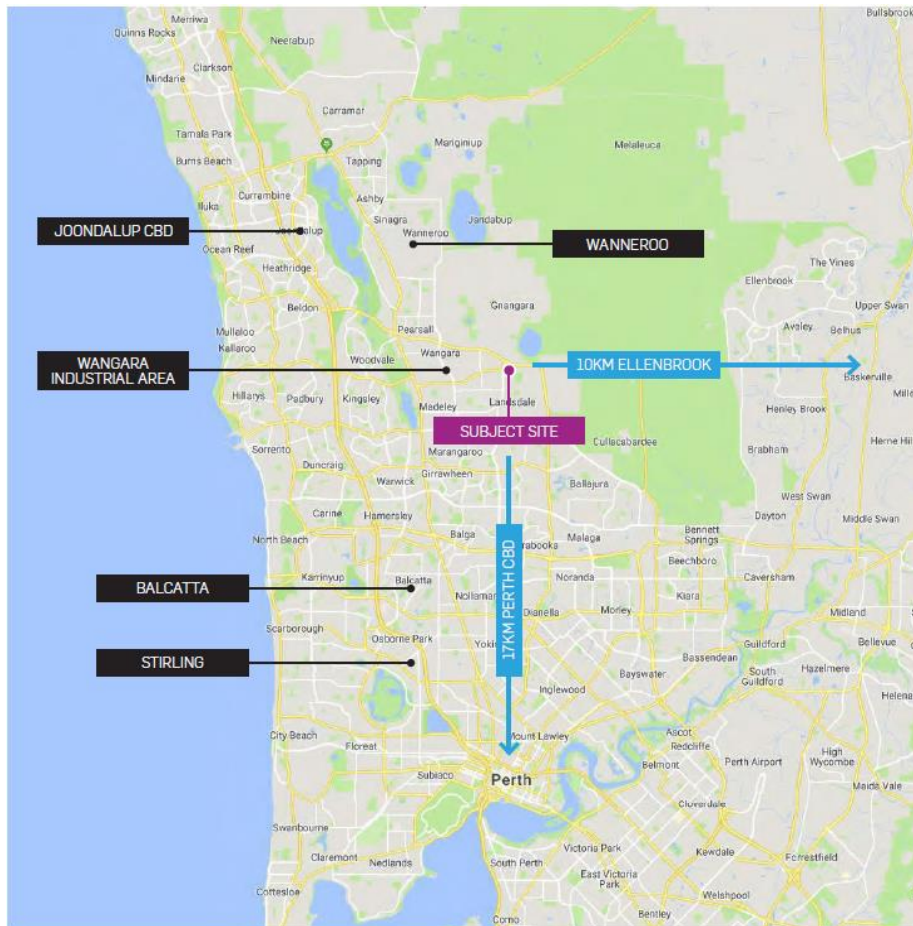 Merriwa
Bullsbrook
Quinns Rocks
Neerabup
Clarkson
Mindarie
Carramar
Tamala Park
Mariginiup
Melaleuca
Burns Beach
Tapping
Currambine
Ashby
Iluka
Sinagra
Jandabup
JOONDALUP CBD
Joondalup
Wanneroo
WANNEROO
Ocean Reef
The Vines
Heathridge
Ellenbrook
Gnangara
Upper Swan
Beldon
Aveley
Belhus
Mullaloo
Pearsall
Kallaroo
WANGARA
INDUSTRIAL AREA
Woodvale
Wangara
10KM ELLENBROOK
Baskerville
Hillarys
Padbury
Kingsley
Madeley
Landsdale
Henley Brook
SUBJECT SITE
Cullacabardee
Herne Hill
Sorrento
Marangaroo
Brabham
Duncraig
Girrawheen
Warwick
Ballajura
West Swan
Carine
Hamersley
Dayton
Middle Swan
North Beach
Balga
Malaga
Bennett
Springs
Beechboro
Karrinyup
Balcatta
Noranda
Caversham
BALCATTA
Kiara
Midland
Dianella
Morley
Scarborough
Osborne Park
17KM PERTH CBD
Guildford
Bellevue
STIRLING
Bassendean
South
Guildford
Hazelmere
Bayswater
Inglewood
City Beach
Floreat
Mount Lawley
Ascot
Redcliffe
Perth Airport
High
Wycombe
Belmont
Subiaco
Perth
Maida Vale
Cloverdale
Swanbourne
Victoria Park
Claremont
Nedlands
South Perth
Kewdale
Forrestfield
East Victoria
Park
Cottesloe
Welshpool
Como
Bentley